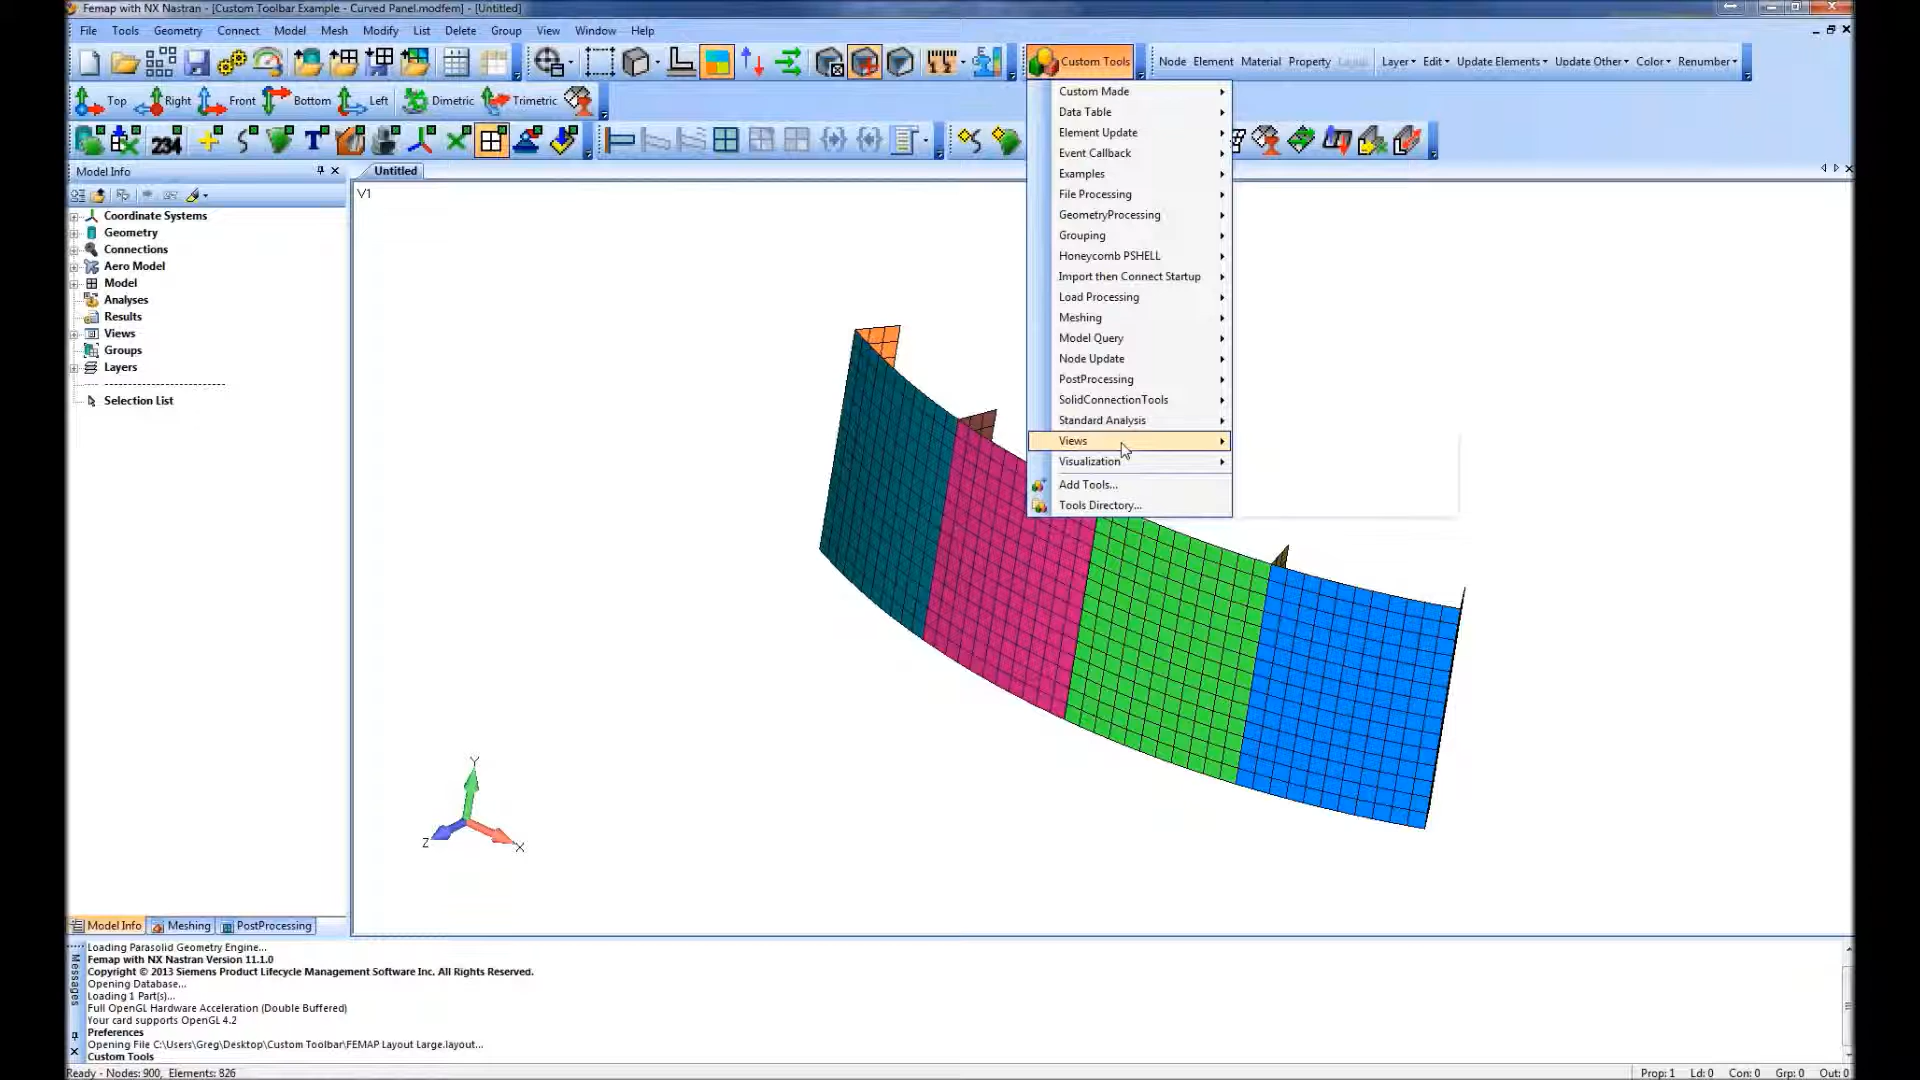 Femap with NX Nastran - [Custom Toolbar Example - Curved Panel.modfem] - [Untitled]
File Tools Geometry Connect Model Mesh Modify List Delete Group View Window Help
Custom Tools Node Element Material Property Layer Edit Update Elements Update Other Color Renumber
Top Right Front Bottom Left Dimetric Trimetric
234 T
Model Info
Untitled
V1
Coordinate Systems
Geometry
Connections
Aero Model
Model
Analyses
Results
Views
Groups
Layers
Selection List
Custom Made
Data Table
Element Update
Event Callback
Examples
File Processing
GeometryProcessing
Grouping
Honeycomb PSHELL
Import then Connect Startup
Load Processing
Meshing
Model Query
Node Update
PostProcessing
SolidConnectionTools
Standard Analysis
Views
Visualization
Add Tools...
Tools Directory...
Y
Z
X
Model Info Meshing PostProcessing
Messages
Loading Parasolid Geometry Engine...
Femap with NX Nastran Version 11.1.0
Copyright © 2013 Siemens Product Lifecycle Management Software Inc. All Rights Reserved.
Opening Database...
Loading 1 Part(s)...
Full OpenGL Hardware Acceleration (Double Buffered)
Your card supports OpenGL 4.2
Preferences
Opening File C:\Users\Greg\Desktop\Custom Toolbar\FEMAP Layout Large.layout...
Custom Tools
Ready - Nodes: 900, Elements: 826
Prop: 1 Ld: 0 Con: 0 Grp: 0 Out: 0